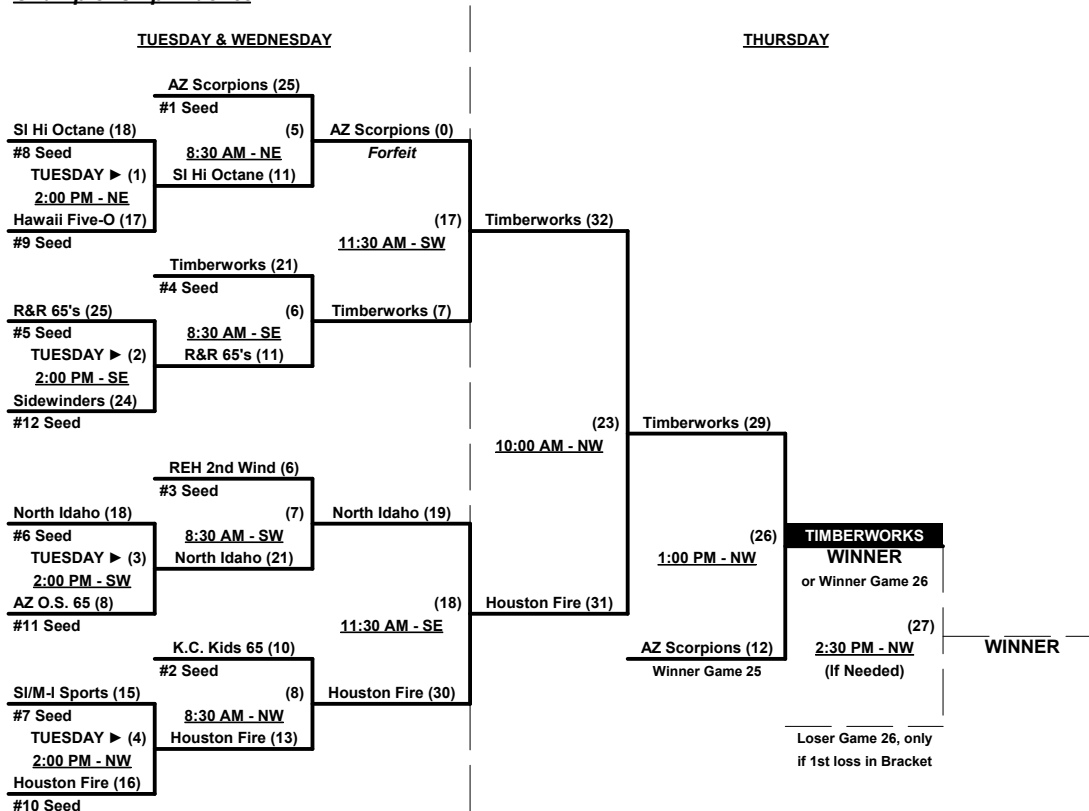 TUESDAY & WEDNESDAY
THURSDAY
AZ Scorpions (25)
#1 Seed
SI Hi Octane (18)
#8 Seed
(5)
8:30 AM - NE
AZ Scorpions (0)
Forfeit
TUESDAY ► (1)
2:00 PM - NE
SI Hi Octane (11)
Hawaii Five-O (17)
#9 Seed
(17)
11:30 AM - SW
Timberworks (32)
Timberworks (21)
#4 Seed
R&R 65's (25)
#5 Seed
(6)
8:30 AM - SE
Timberworks (7)
TUESDAY ► (2)
2:00 PM - SE
R&R 65's (11)
Sidewinders (24)
#12 Seed
(23)
10:00 AM - NW
Timberworks (29)
REH 2nd Wind (6)
#3 Seed
North Idaho (18)
#6 Seed
(7)
8:30 AM - SW
North Idaho (19)
TUESDAY ► (3)
2:00 PM - SW
North Idaho (21)
AZ O.S. 65 (8)
#11 Seed
(26)
1:00 PM - NW
TIMBERWORKS
WINNER
or Winner Game 26
(18)
11:30 AM - SE
Houston Fire (31)
K.C. Kids 65 (10)
#2 Seed
AZ Scorpions (12)
Winner Game 25
(27)
2:30 PM - NW
(If Needed)
WINNER
SI/M-I Sports (15)
#7 Seed
(8)
8:30 AM - NW
Houston Fire (30)
TUESDAY ► (4)
2:00 PM - NW
Houston Fire (13)
Houston Fire (16)
#10 Seed
Loser Game 26, only
if 1st loss in Bracket